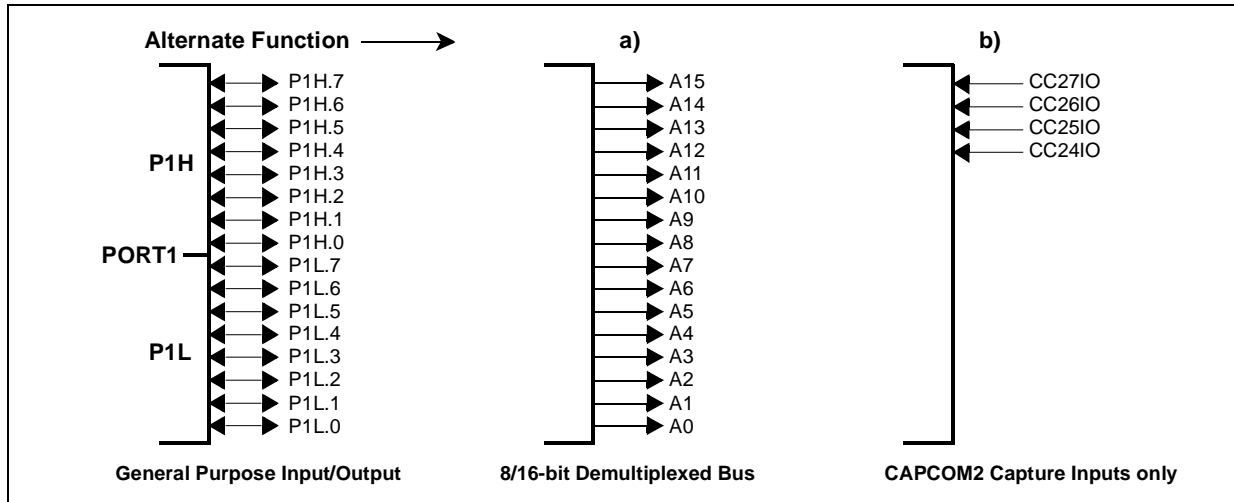 Alternate Function a) b)
P1H.7 A15 CC27IO
P1H.6 A14 CC26IO
P1H.5 A13 CC25IO
P1H.4 A12 CC24IO
P1H
P1H.3 A11
P1H.2 A10
P1H.1 A9
P1H.0 A8
PORT1
P1L.7 A7
P1L.6 A6
P1L.5 A5
P1L.4 A4
P1L
P1L.3 A3
P1L.2 A2
P1L.1 A1
P1L.0 A0
General Purpose Input/Output 8/16-bit Demultiplexed Bus CAPCOM2 Capture Inputs only